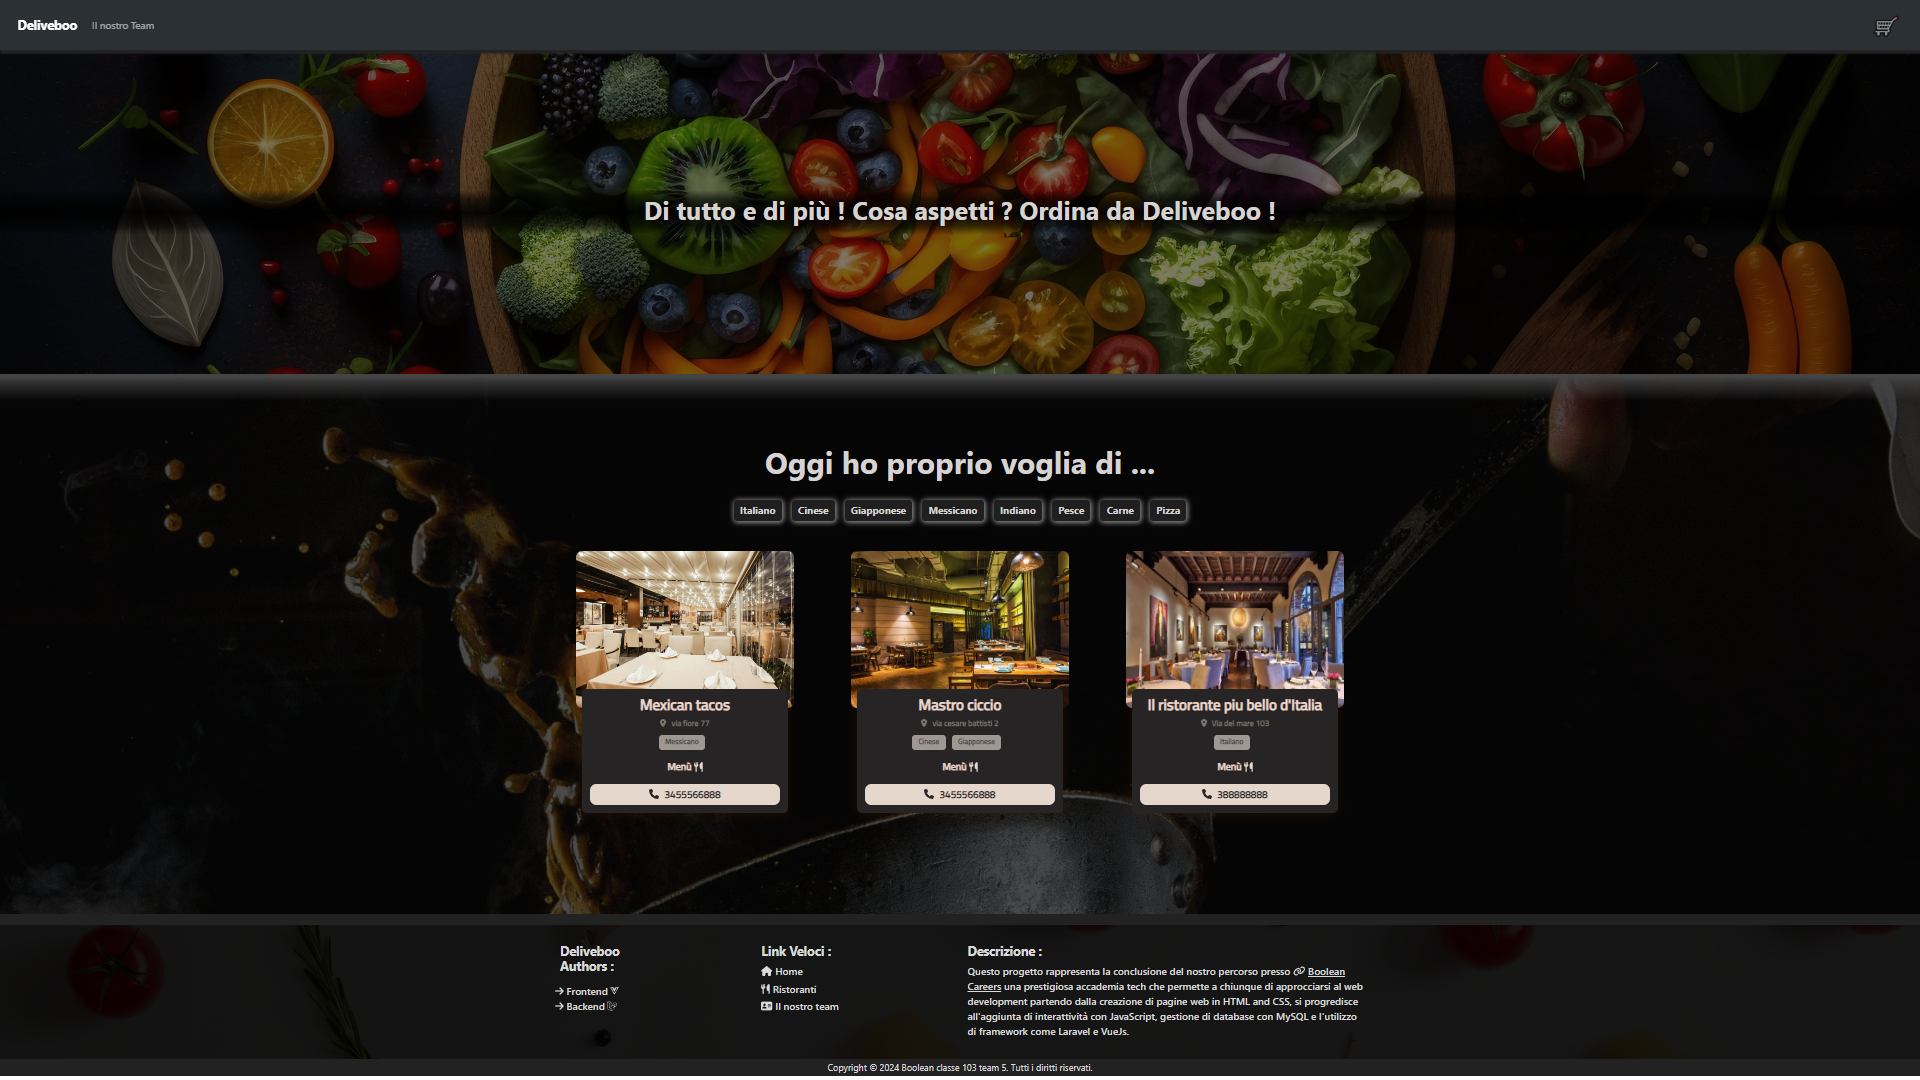 Deliveboo Il nostro Team
Di tutto e di più ! Cosa aspetti ? Ordina da Deliveboo !
Oggi ho proprio voglia di ...
Italiano Cinese Giapponese Messicano Indiano Pesce Carne Pizza
Mexican tacos
via fiore 77
Messicano
Menù
3455566888
Mastro ciccio
via cesare battisti 2
Cinese Giapponese
Menù
3455566888
Il ristorante piu bello d'Italia
Via del mare 103
Italiano
Menù
388888888
Deliveboo
Authors :
Frontend
Backend
Link Veloci :
Home
Ristoranti
Il nostro team
Descrizione :
Questo progetto rappresenta la conclusione del nostro percorso presso Boolean
Careers una prestigiosa accademia tech che permette a chiunque di approcciarsi al web
development partendo dalla creazione di pagine web in HTML and CSS, si progredisce
all'aggiunta di interattività con JavaScript, gestione di database con MySQL e l'utilizzo
di framework come Laravel e VueJs.
Copyright © 2024 Boolean classe 103 team 5. Tutti i diritti riservati.